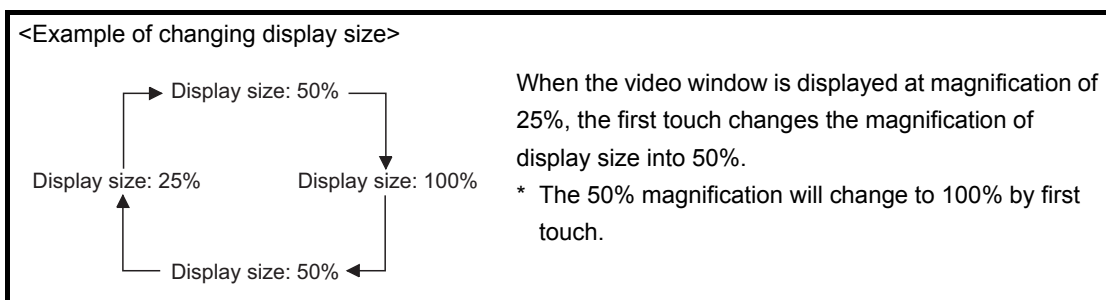 <Example of changing display size>
Display size: 50%
Display size: 25%
Display size: 100%
Display size: 50%
When the video window is displayed at magnification of
25%, the first touch changes the magnification of
display size into 50%.
* The 50% magnification will change to 100% by first
touch.